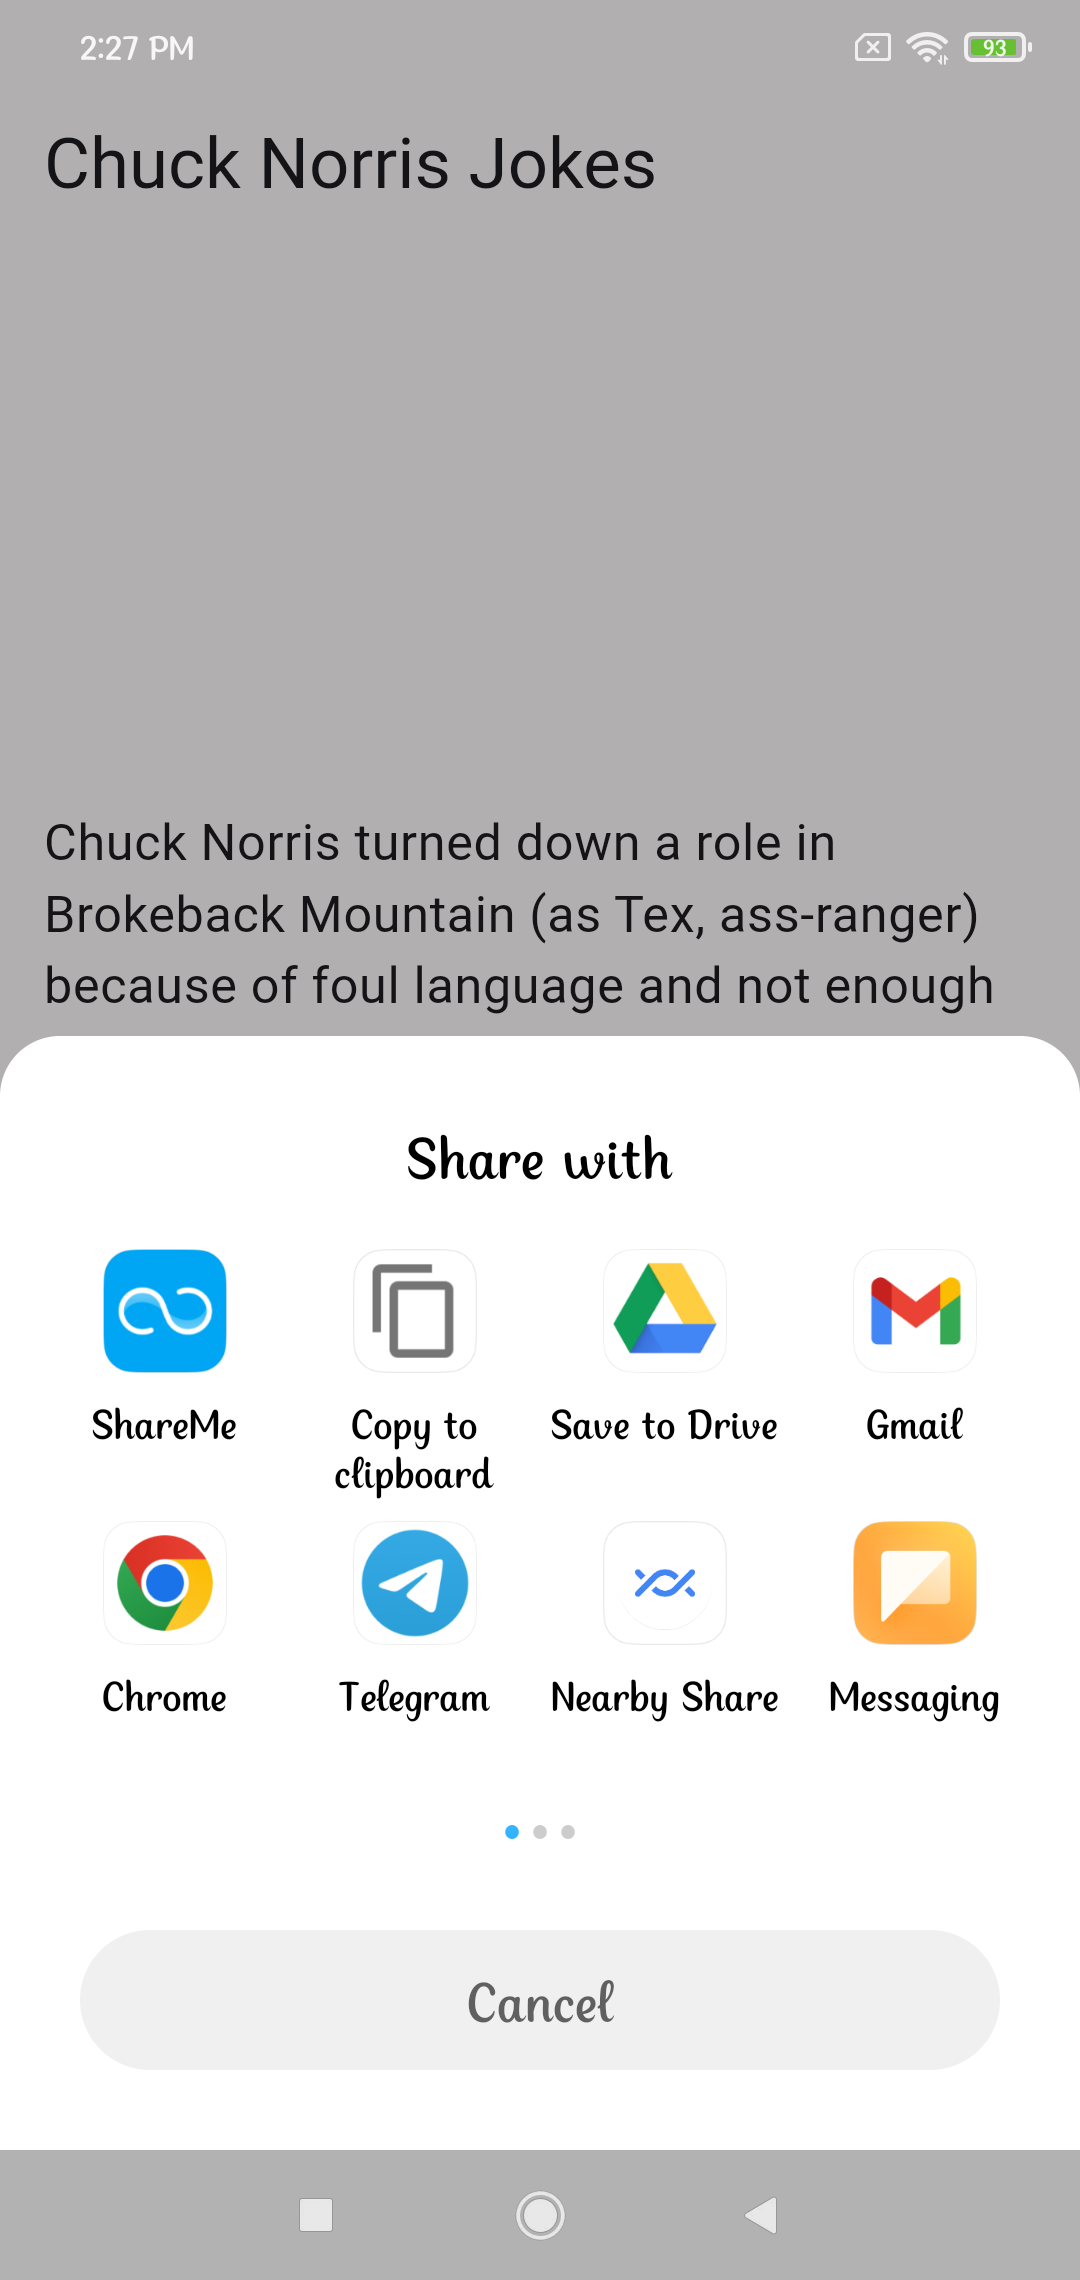 2:27 PM
93
Chuck Norris Jokes
Chuck Norris turned down a role in
Brokeback Mountain (as Tex, ass-ranger)
because of foul language and not enough
Share with
ShareMe
Copy to
clipboard
Save to Drive
Gmail
Chrome
Telegram
Nearby Share
Messaging
Cancel